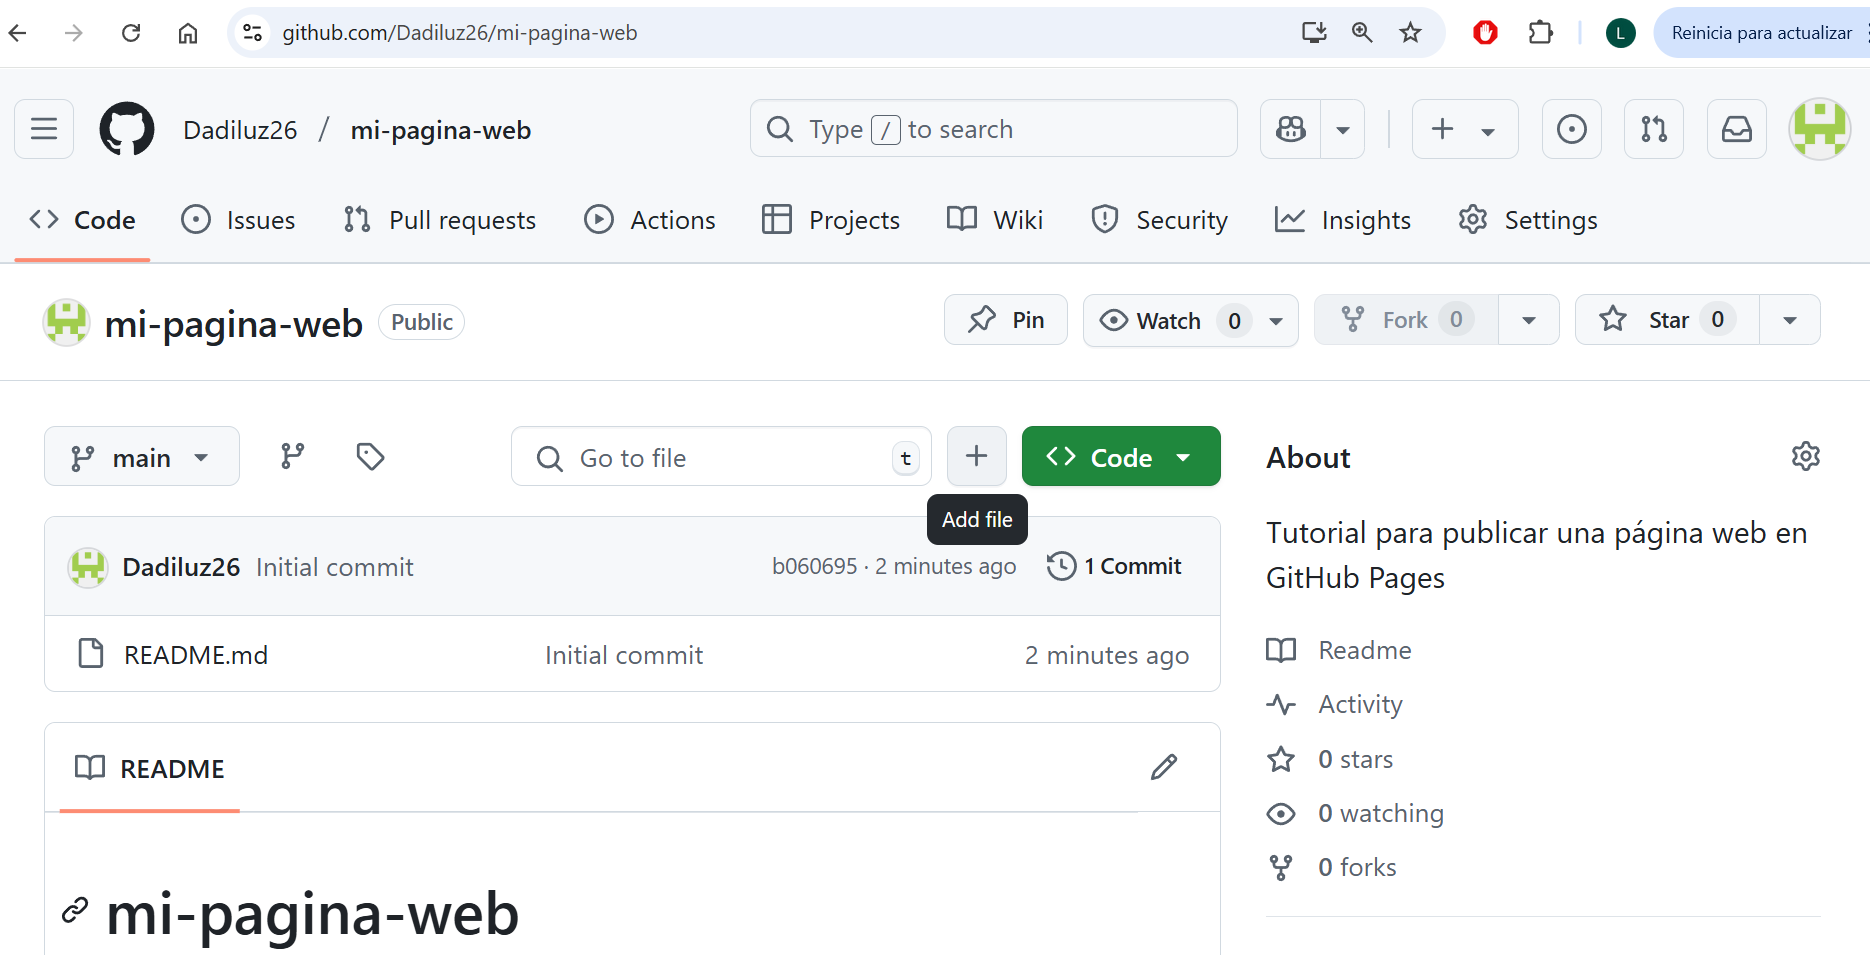 github.com/Dadiluz26/mi-pagina-web
L
Reinicia para actualizar
Dadiluz26 / mi-pagina-web
Type / to search
Code
Issues
Pull requests
Actions
Projects
Wiki
Security
Insights
Settings
mi-pagina-web
Public
Pin
Watch 0
Fork 0
Star 0
main
Go to file
t
Code
Add file
Dadiluz26 Initial commit
b060695 · 2 minutes ago
1 Commit
README.md
Initial commit
2 minutes ago
README
mi-pagina-web
About
Tutorial para publicar una página web en
GitHub Pages
Readme
Activity
0 stars
0 watching
0 forks